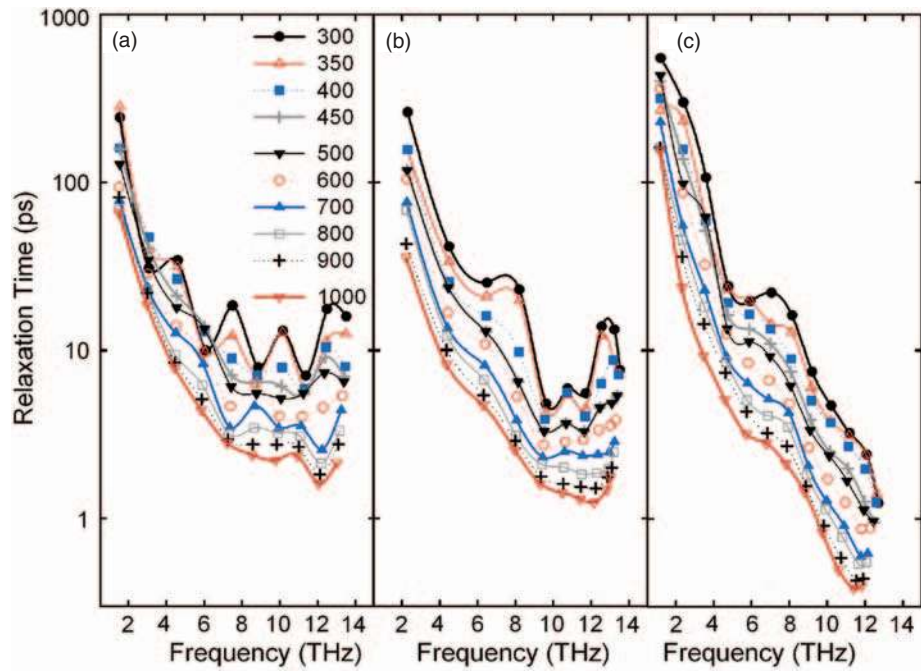 1000
100
10
1
Relaxation Time (ps)
(a)
300
350
400
450
500
600
700
800
900
1000
(b)
(c)
2 4 6 8 10 12 14
2 4 6 8 10 12 14
2 4 6 8 10 12 14
Frequency (THz)
Frequency (THz)
Frequency (THz)